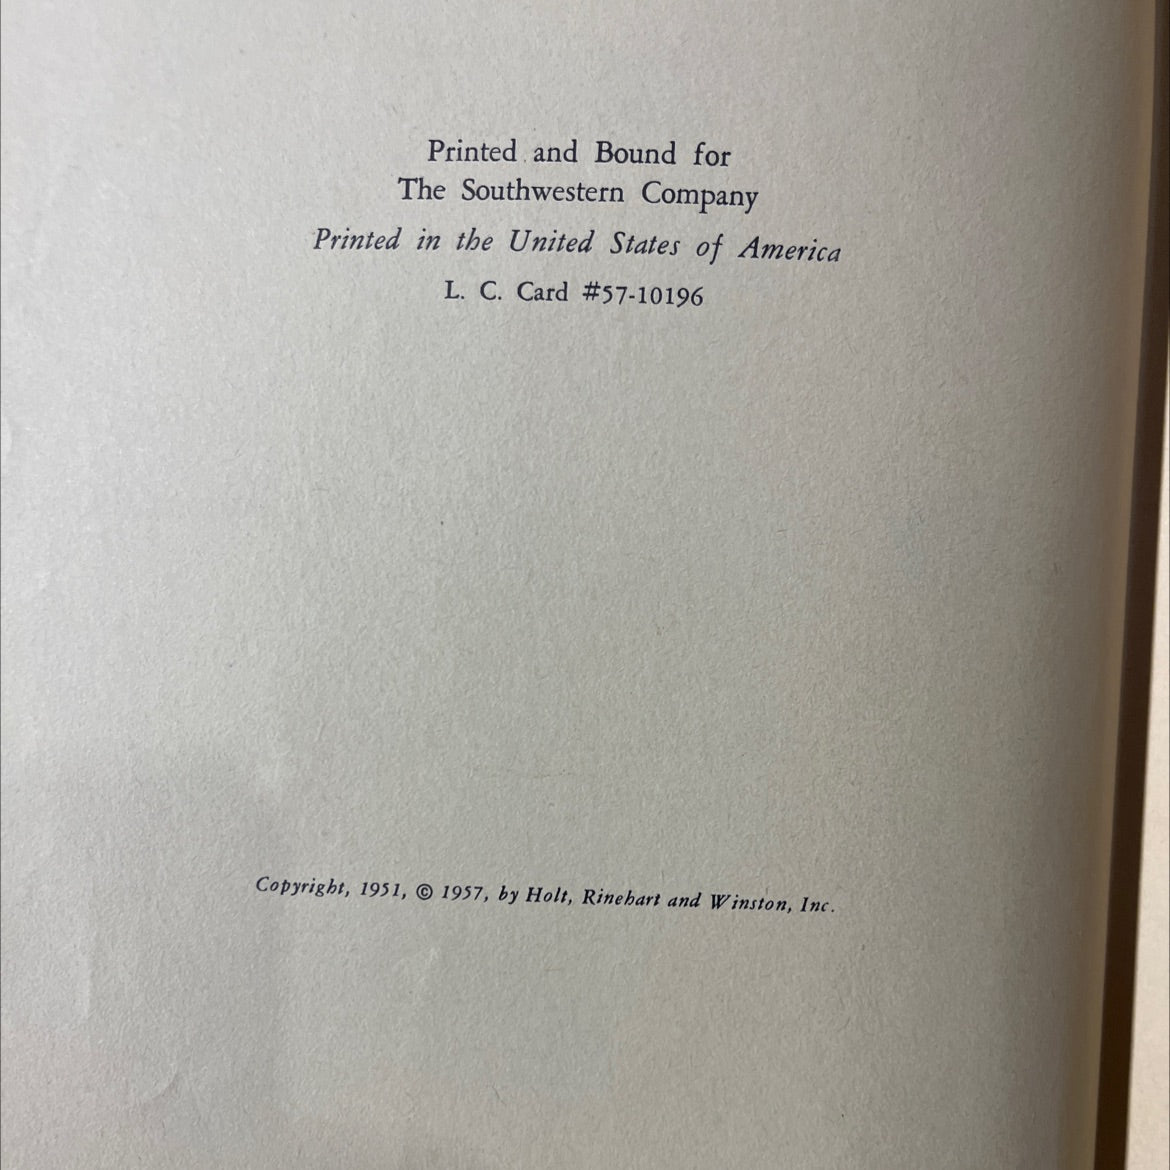 Printed and Bound for
The Southwestern Company
Printed in the United States of America
L. C. Card #57-10196
Copyright, 1951, © 1957, by Holt, Rinehart and Winston, Inc.